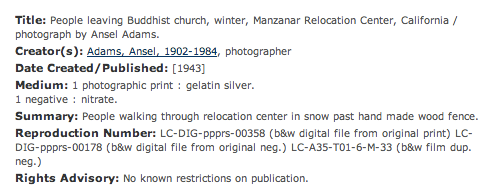 Title: People leaving Buddhist church, winter, Manzanar Relocation Center, California /
photograph by Ansel Adams.
Creator(s): Adams, Ansel, 1902-1984, photographer
Date Created/Published: [1943]
Medium: 1 photographic print : gelatin silver.
1 negative : nitrate.
Summary: People walking through relocation center in snow past hand made wood fence.
Reproduction Number: LC-DIG-ppprs-00358 (b&w digital file from original print) LC-
DIG-ppprs-00178 (b&w digital file from original neg.) LC-A35-T01-6-M-33 (b&w film dup.
neg.)
Rights Advisory: No known restrictions on publication.